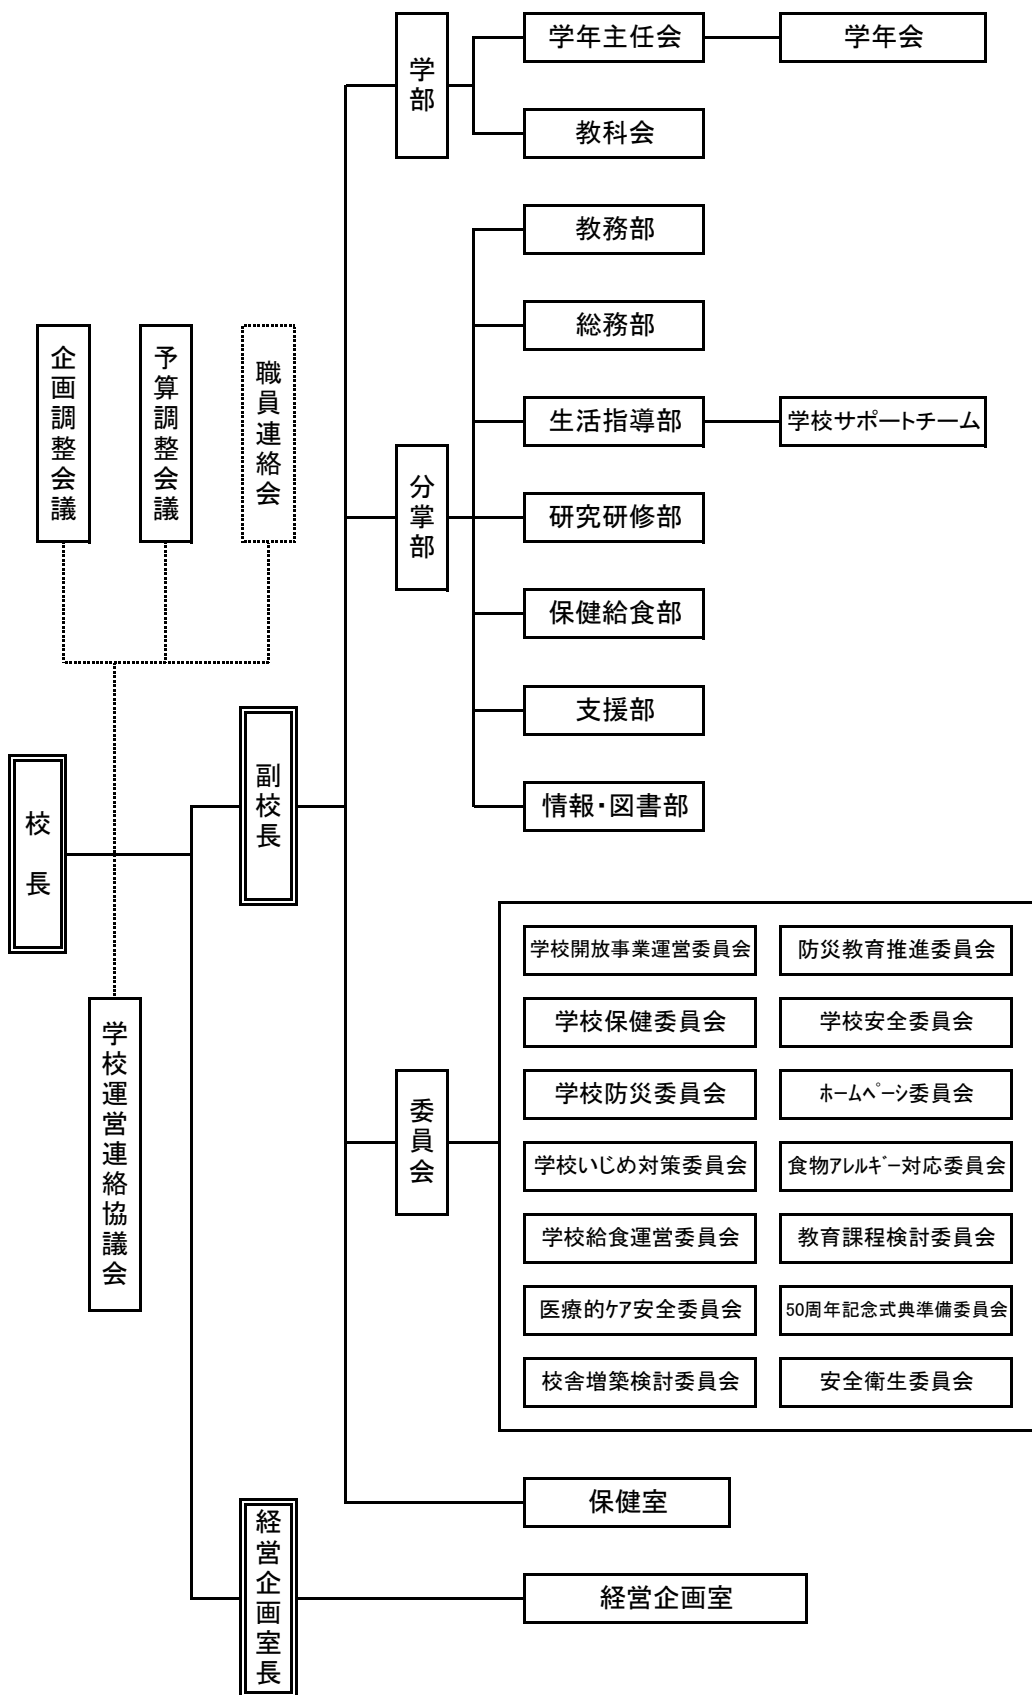 学部
学年主任会
学年会
教科会
企画調整会議
予算調整会議
職員連絡会
分掌部
教務部
総務部
生活指導部
学校サポートチーム
研究研修部
保健給食部
支援部
情報・図書部
校長
副校長
学校運営連絡協議会
委員会
学校開放事業運営委員会
防災教育推進委員会
学校保健委員会
学校安全委員会
学校防災委員会
ﾎｰﾑﾍﾟｰｼ委員会
学校いじめ対策委員会
食物ｱﾚﾙｷﾞｰ対応委員会
学校給食運営委員会
教育課程検討委員会
医療的ｹｱ安全委員会
50周年記念式典準備委員会
校舎増築検討委員会
安全衛生委員会
保健室
経営企画室長
経営企画室